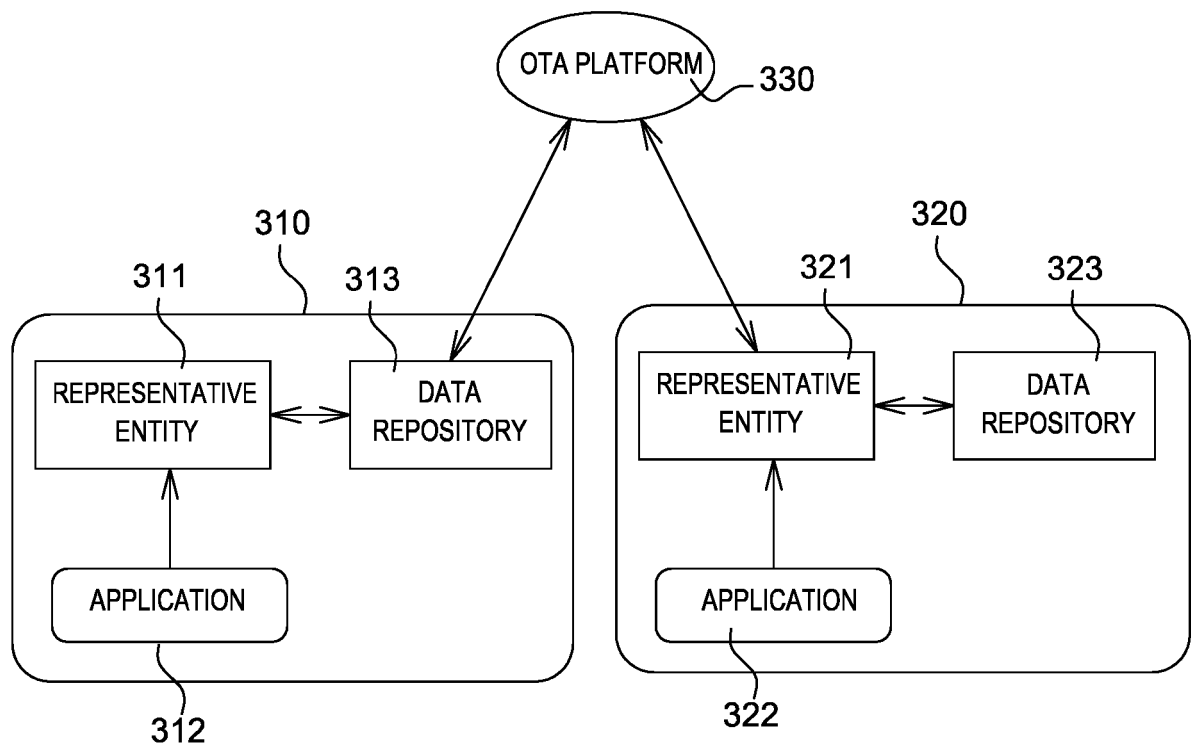 OTA PLATFORM
330
310
320
311
313
321
323
REPRESENTATIVE
ENTITY
DATA
REPOSITORY
REPRESENTATIVE
ENTITY
DATA
REPOSITORY
APPLICATION
APPLICATION
312
322